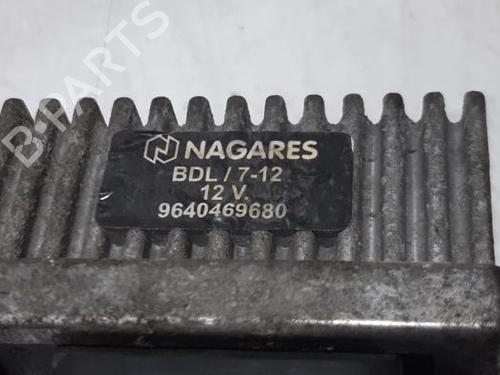 B-PARTS
NAGARES
BDL / 7-12
12 V.
9640469680